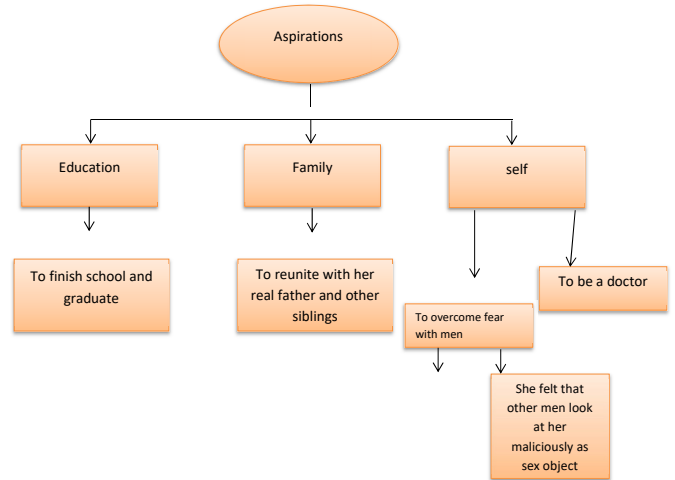 Aspirations
Education
Family
self
To finish school and
graduate
To reunite with her
real father and other
siblings
To be a doctor
To overcome fear
with men
She felt that
other men look
at her
maliciously as
sex object